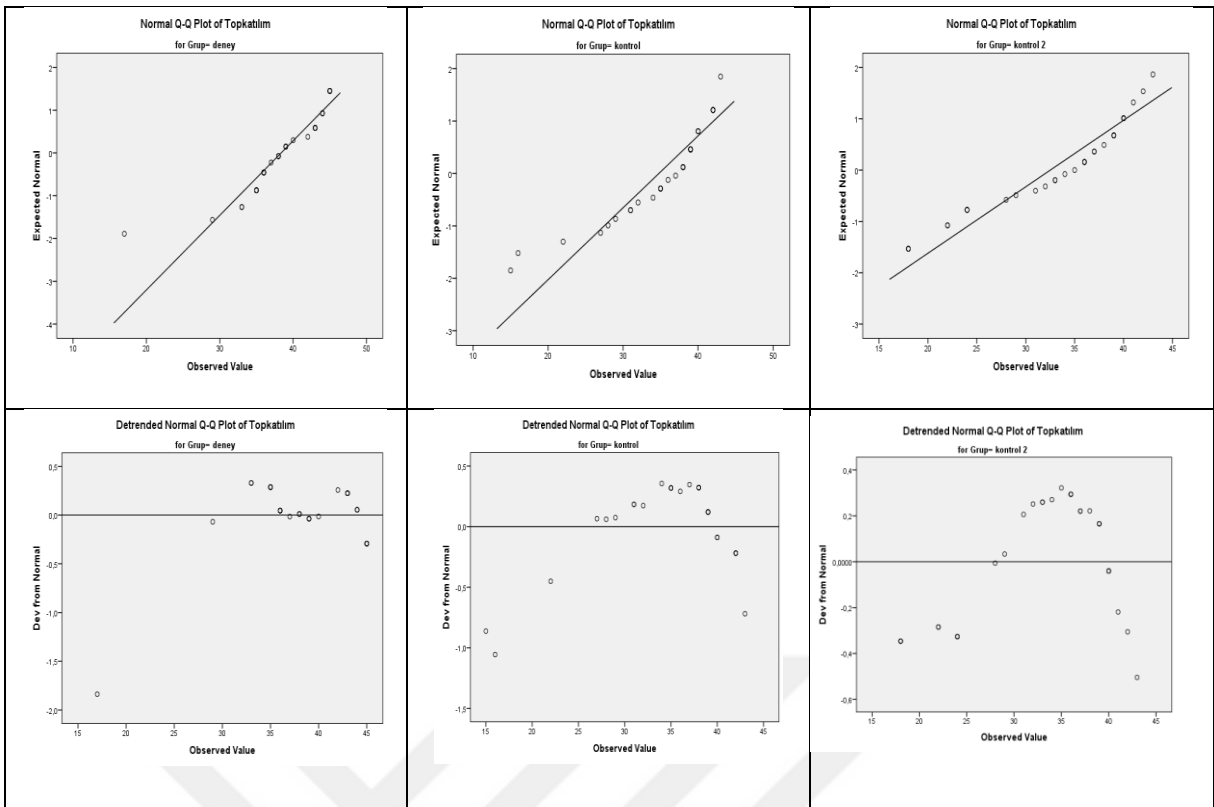 Normal Q-Q Plot of Topkatılım
for Grup= deney
Expected Normal
2
1
0
-1
-2
-3
-4
10 20 30 40 50
Observed Value
Normal Q-Q Plot of Topkatılım
for Grup= kontrol
Expected Normal
2
1
0
-1
-2
-3
10 20 30 40 50
Observed Value
Normal Q-Q Plot of Topkatılım
for Grup= kontrol 2
Expected Normal
2
1
0
-1
-2
-3
15 20 25 30 35 40 45
Observed Value
Detrended Normal Q-Q Plot of Topkatılım
for Grup= deney
Dev from Normal
0,5
0,0
-0,5
-1,0
-1,5
-2,0
15 20 25 30 35 40 45
Observed Value
Detrended Normal Q-Q Plot of Topkatılım
for Grup= kontrol
Dev from Normal
0,5
0,0
-0,5
-1,0
-1,5
15 20 25 30 35 40 45
Observed Value
Detrended Normal Q-Q Plot of Topkatılım
for Grup= kontrol 2
Dev from Normal
0,4
0,2
0,0000
-0,2
-0,4
-0,6
15 20 25 30 35 40 45
Observed Value